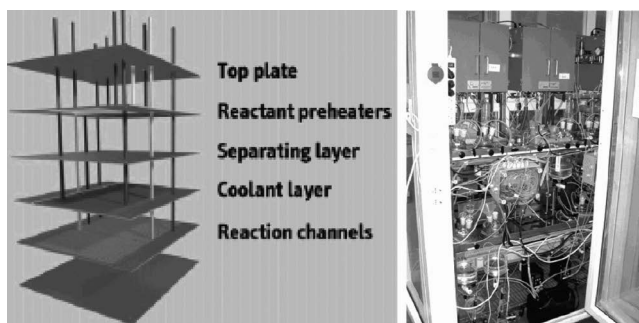 Top plate
Reactant preheaters
Separating layer
Coolant layer
Reaction channels